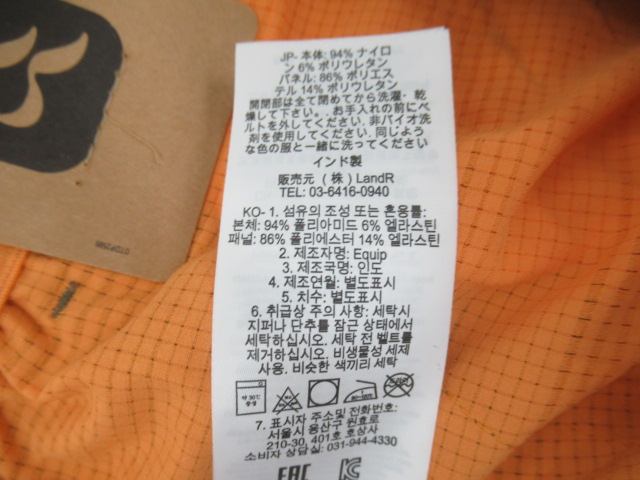 JP- 本体: 94% ナイロ
ン 6% ポリウレタン
パネル: 86% ポリエス
テル 14% ポリウレタン
開閉部は全て閉めてから洗濯・乾
燥して下さい。. お手入れの前にベ
ルトを外してください. 非バイオ洗
剤を使用してください. 同じよう
な色の服と一緒に洗ってください
インド製
販売元 (株) LandR
TEL: 03-6416-0940
KO- 1. 섬유의 조성 또는 혼용률:
본체: 94% 폴리아미드 6% 엘라스틴
패널: 86% 폴리에스터 14% 엘라스틴
2. 제조자명: Equip
3. 제조국명: 인도
4. 제조연월: 별도표시
5. 치수: 별도표시
6. 취급상 주의 사항: 세탁시
지퍼나 단추를 잠근 상태에서
세탁하십시오. 세탁 전 벨트를
제거하십시오. 비생물성 세제
사용. 비슷한 색끼리 세탁
약 30℃
중성
7. 표시자 주소및 전화번호:
서울시 용산구 원효로
210-30, 401호 호상사
소비자 상담실: 031-944-4330
EAC